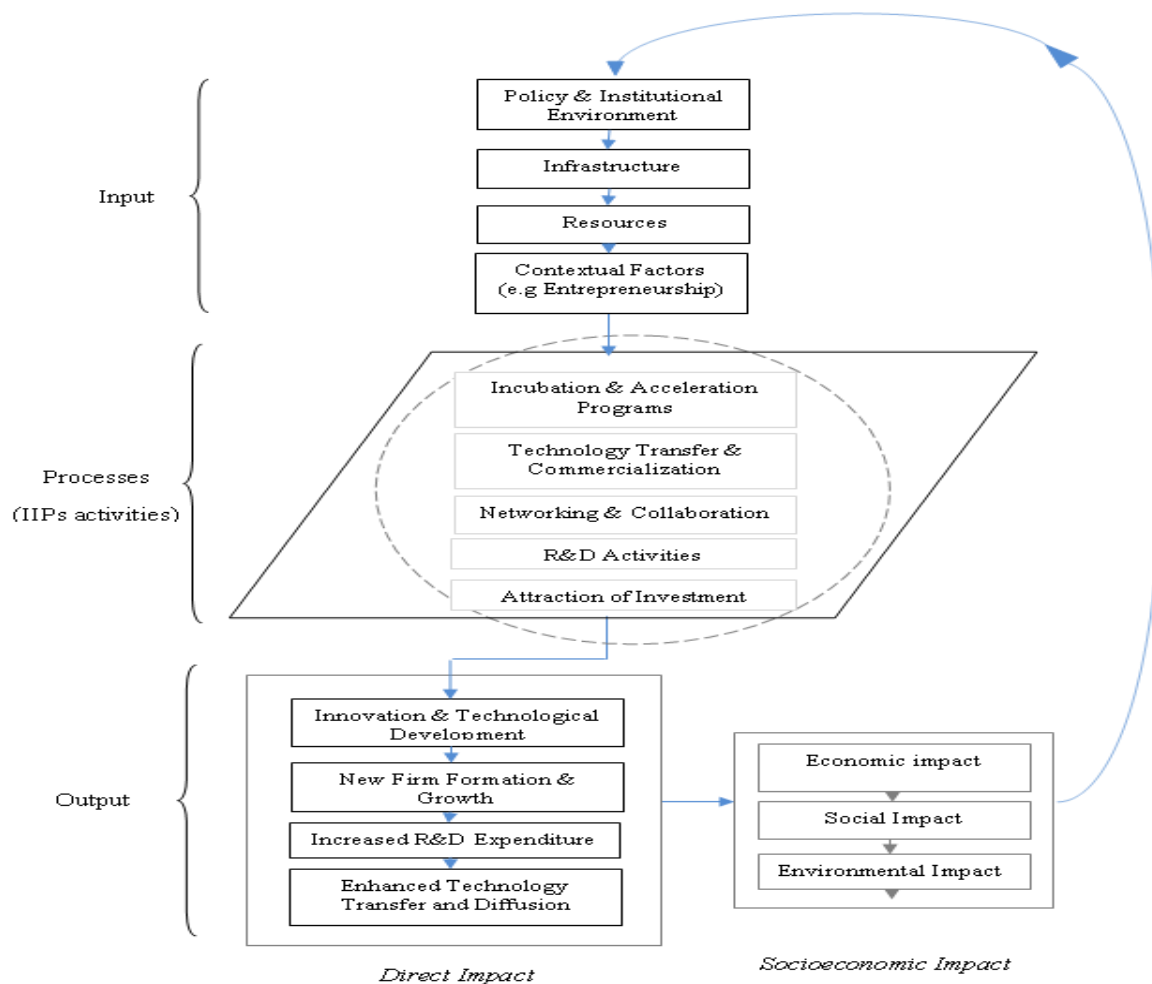 Policy & Institutional
Environment
Infrastructure
Input
Resources
Contextual Factors
(e.g Entrepreneurship)
Incubation & Acceleration
Programs
Technology Transfer &
Commercialization
Processes
(IIPs activities)
Networking & Collaboration
R&D Activities
Attraction of Investment
Innovation & Technological
Development
New Firm Formation &
Growth
Output
Increased R&D Expenditure
Enhanced Technology
Transfer and Diffusion
Economic impact
Social Impact
Environmental Impact
Direct Impact
Socioeconomic Impact